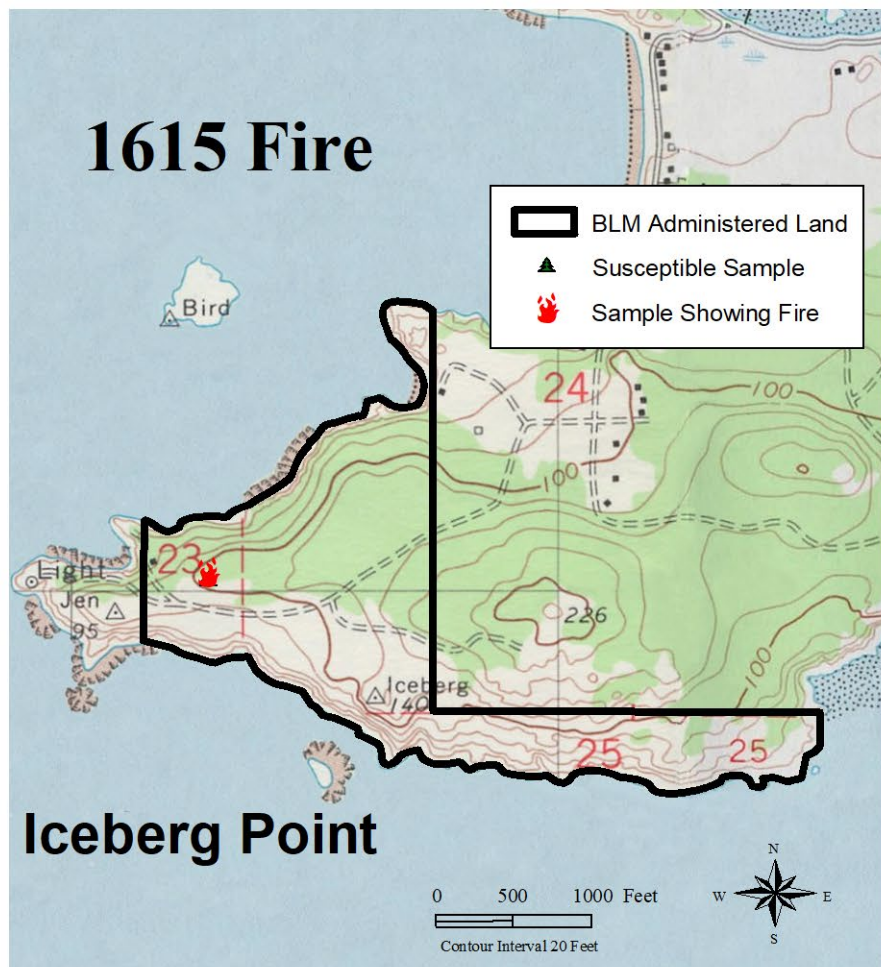 1615 Fire
BLM Administered Land
Susceptible Sample
Sample Showing Fire
Bird
24
100
100
23
Light
Jen
95
226
100
Iceberg
140
25
25
Iceberg Point
N
W E
S
0 500 1000 Feet
Contour Interval 20 Feet